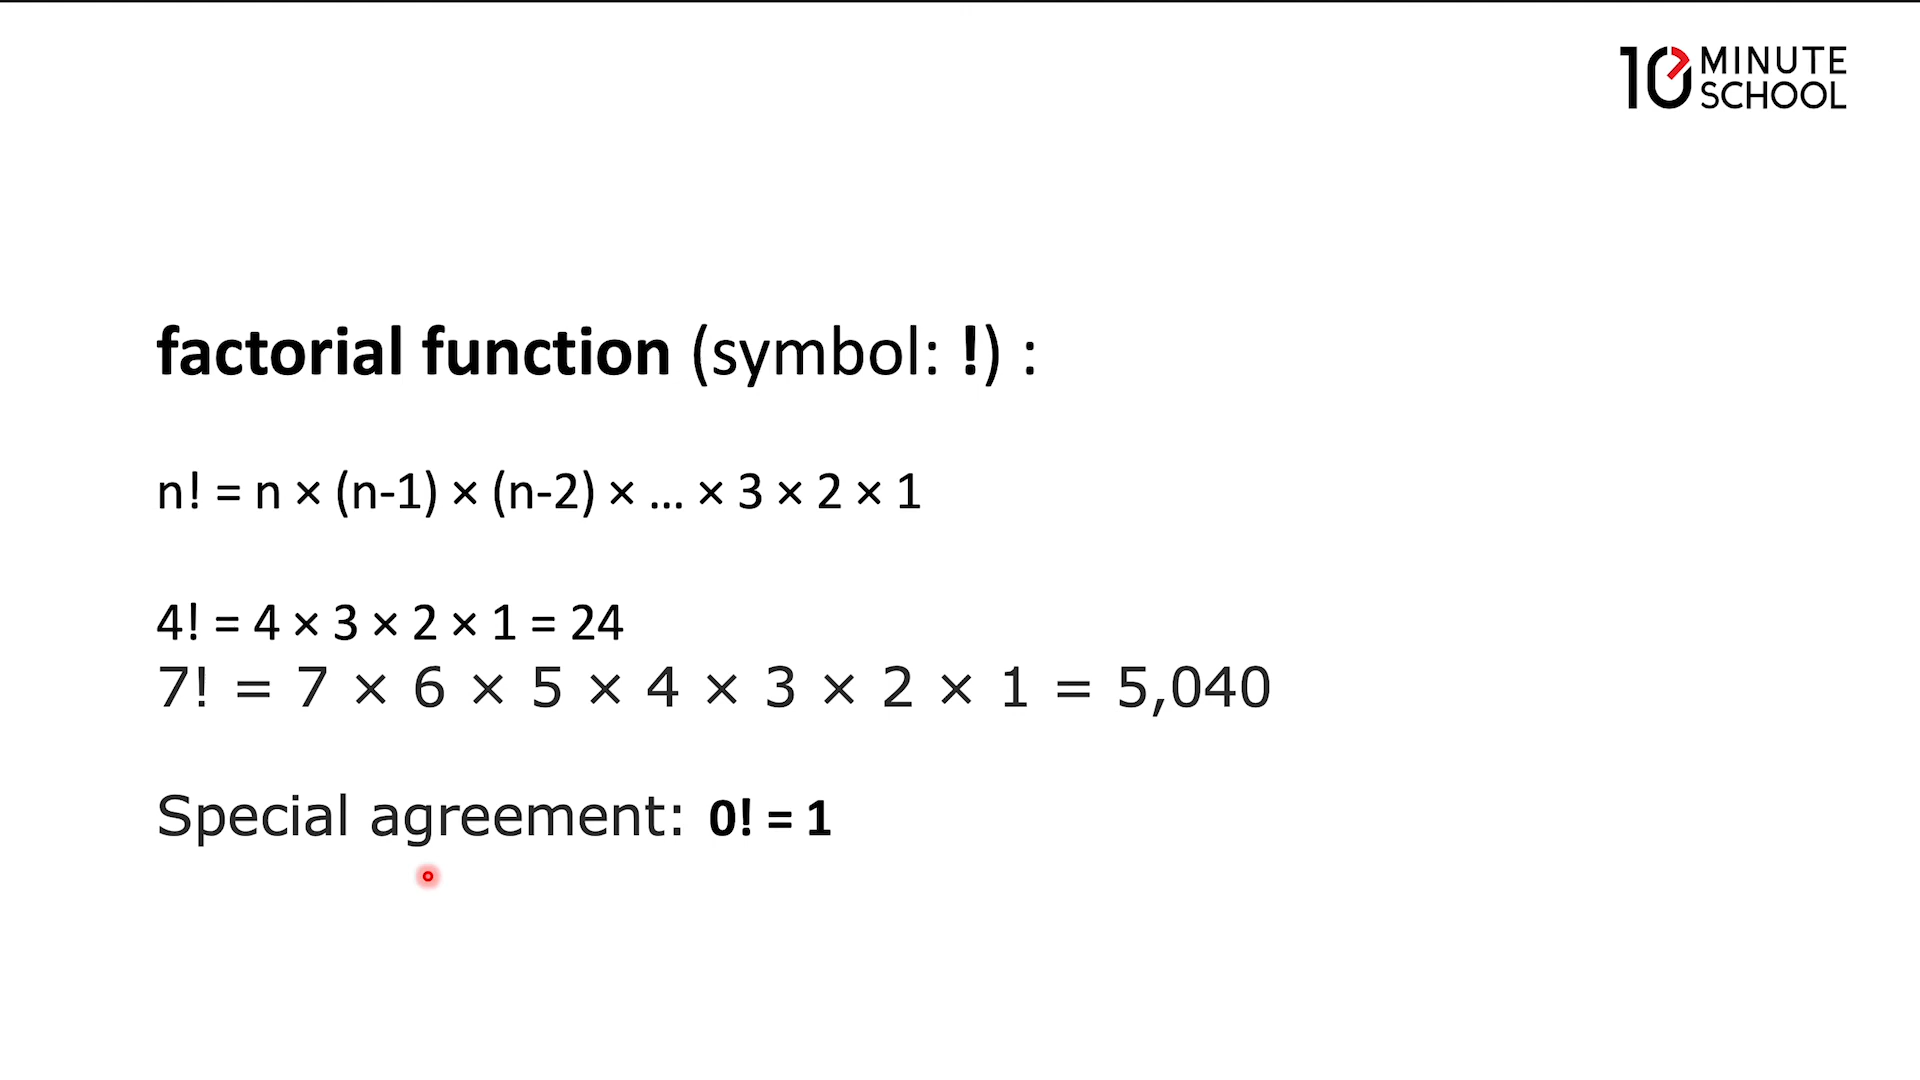 10 MINUTE
SCHOOL
factorial function (symbol: !) :
n! = n × (n-1) × (n-2) × ... × 3 × 2 × 1
4! = 4 × 3 × 2 × 1 = 24
7! = 7 × 6 × 5 × 4 × 3 × 2 × 1 = 5,040
Special agreement: 0! = 1